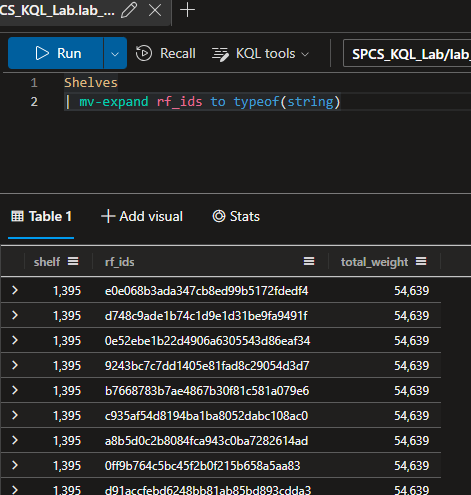 CS_KQL_Lab.lab_...
Run
Recall
KQL tools
SPCS_KQL_Lab/lab_
1 Shelves
2 | mv-expand rf_ids to typeof(string)
Table 1
Add visual
Stats
shelf rf_ids total_weight
1,395 e0e068b3ada347cb8ed99b5172fdedf4 54,639
1,395 d748c9ade1b74c1d9e1d31be9fa9491f 54,639
1,395 0e52ebe1b22d4906a6305543d86eaf34 54,639
1,395 9243bc7c7dd1405e81fad8c29054d3d7 54,639
1,395 b7668783b7ae4867b30f81c581a079e6 54,639
1,395 c935af54d8194ba1ba8052dabc108ac0 54,639
1,395 a8b5d0c2b8084fca943c0ba7282614ad 54,639
1,395 0ff9b764c5bc45f2b0f215b658a5aa83 54,639
1,395 d91accfebd6248bb81ab85bd893cdda3 54,639